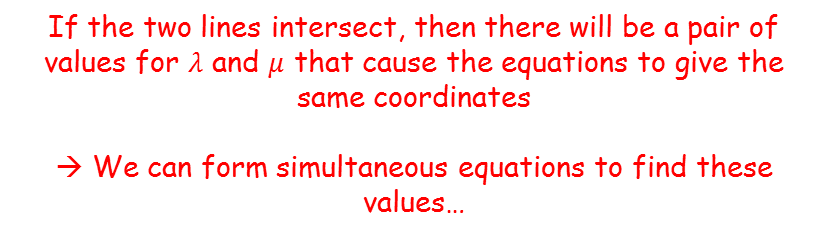 If the two lines intersect, then there will be a pair of
values for λ and μ that cause the equations to give the
same coordinates
→ We can form simultaneous equations to find these
values…